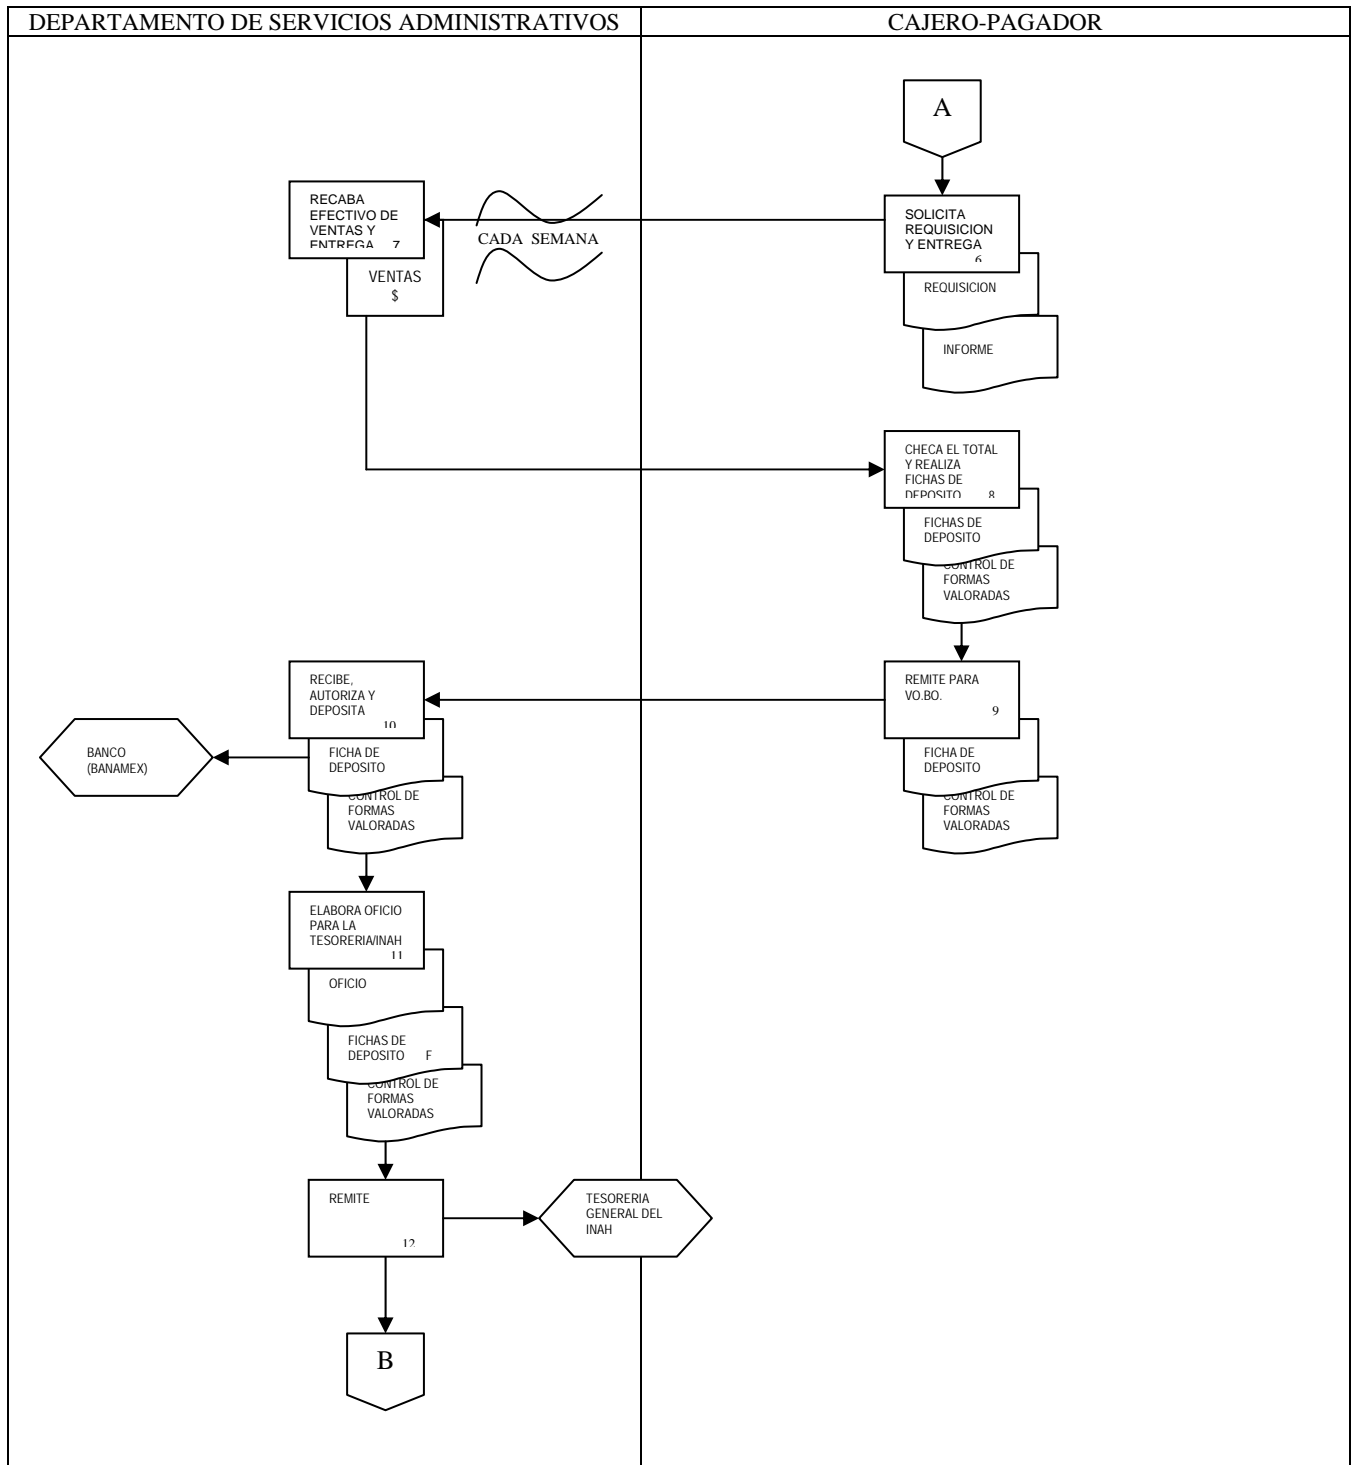 DEPARTAMENTO DE SERVICIOS ADMINISTRATIVOS
CAJERO-PAGADOR
A
SOLICITA
REQUISICION
Y ENTREGA
6
REQUISICION
INFORME
CADA SEMANA
RECABA
EFECTIVO DE
VENTAS Y
ENTREGA 7
VENTAS
$
CHECA EL TOTAL
Y REALIZA
FICHAS DE
DEPOSITO 8
FICHAS DE
DEPOSITO
CONTROL DE
FORMAS
VALORADAS
REMITE PARA
VO.BO.
9
FICHA DE
DEPOSITO
CONTROL DE
FORMAS
VALORADAS
RECIBE,
AUTORIZA Y
DEPOSITA
10
FICHA DE
DEPOSITO
CONTROL DE
FORMAS
VALORADAS
BANCO
(BANAMEX)
ELABORA OFICIO
PARA LA
TESORERIA/INAH
11
OFICIO
FICHAS DE
DEPOSITO F
CONTROL DE
FORMAS
VALORADAS
REMITE
12
TESORERIA
GENERAL DEL
INAH
B